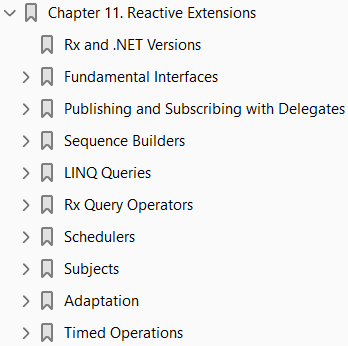 Chapter 11. Reactive Extensions
Rx and .NET Versions
Fundamental Interfaces
Publishing and Subscribing with Delegates
Sequence Builders
LINQ Queries
Rx Query Operators
Schedulers
Subjects
Adaptation
Timed Operations